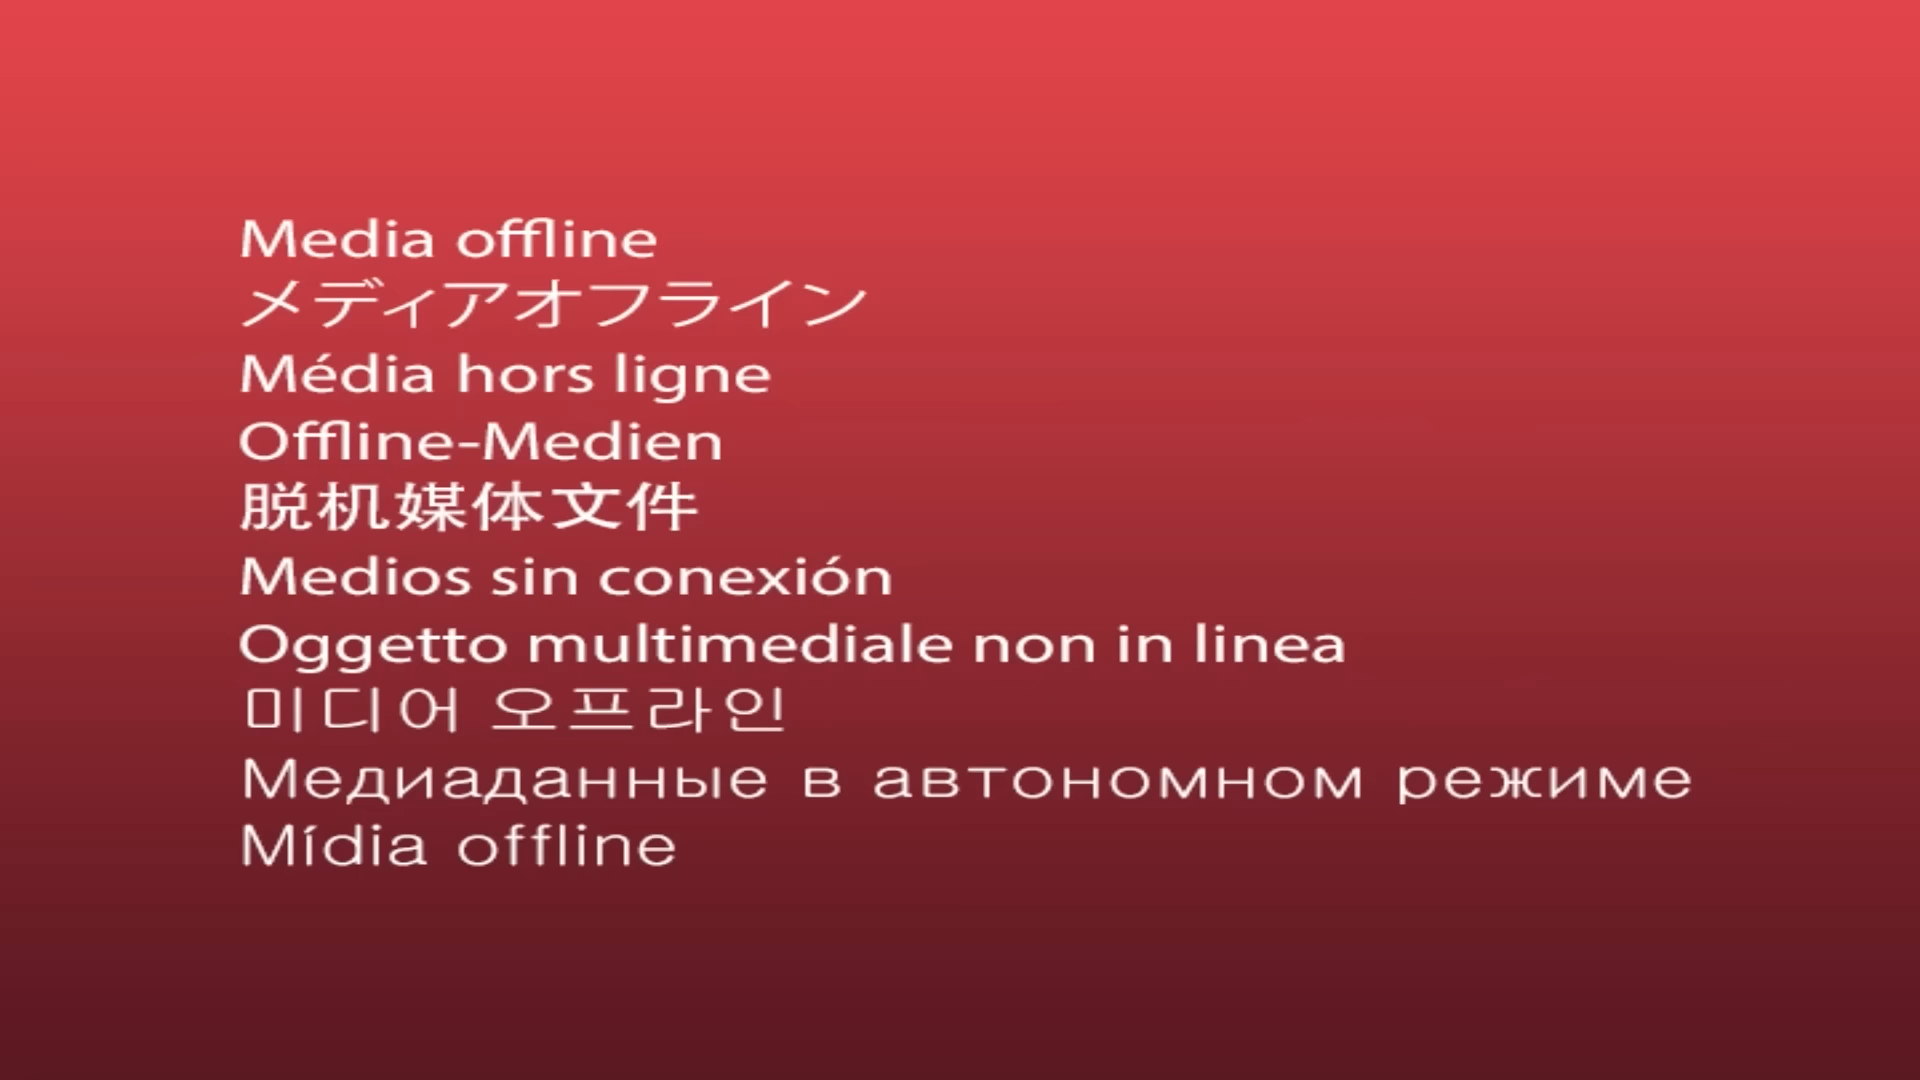 Media offline
メディアオフライン
Média hors ligne
Offline-Medien
脱机媒体文件
Medios sin conexión
Oggetto multimediale non in linea
미디어 오프라인
Медиаданные в автономном режиме
Mídia offline